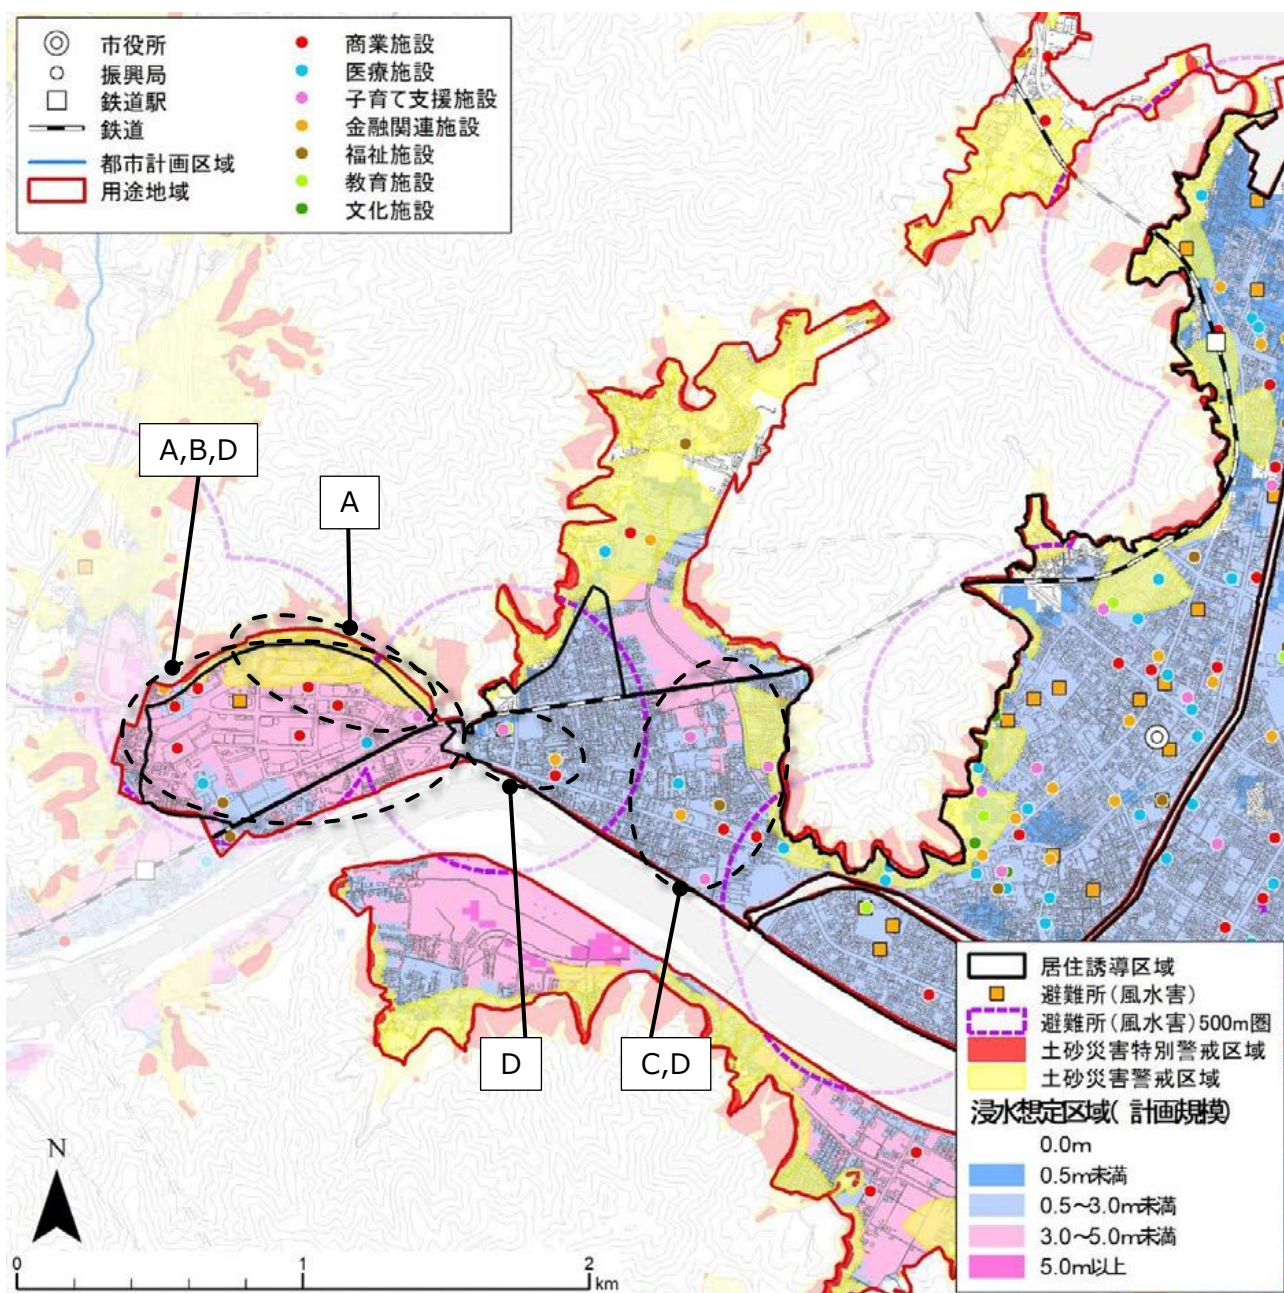 市役所
振興局
鉄道駅
鉄道
都市計画区域
用途地域
商業施設
医療施設
子育て支援施設
金融関連施設
福祉施設
教育施設
文化施設
A,B,D
A
D
C,D
居住誘導区域
避難所(風水害)
避難所(風水害)500m圏
土砂災害特別警戒区域
土砂災害警戒区域
浸水想定区域( 計画規模)
0.0m
0.5m未満
0.5~3.0m未満
3.0~5.0m未満
5.0m以上
N
0 1 2
km